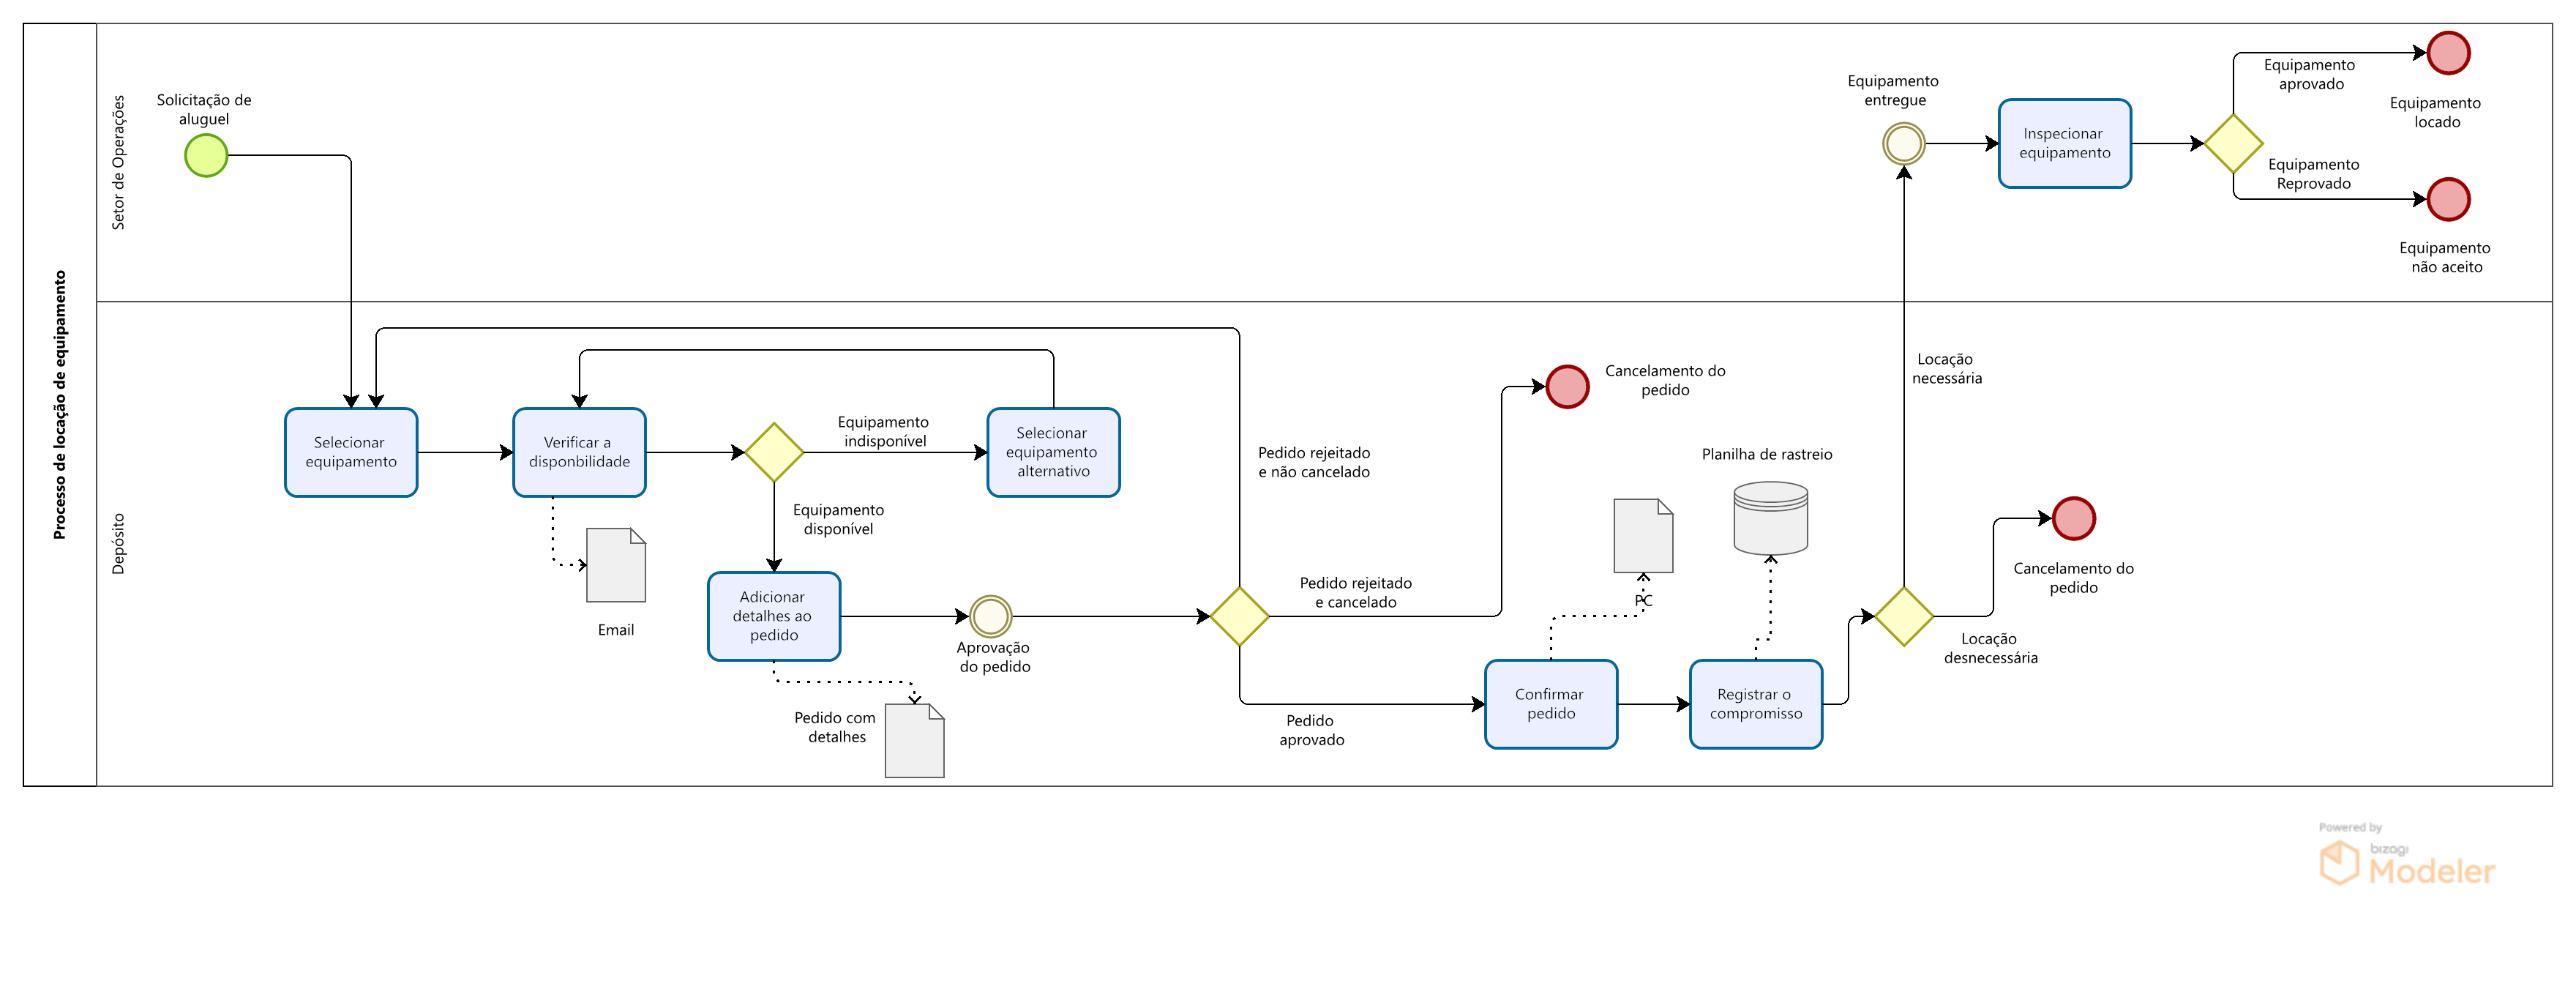 Processo de locação de equipamento
Setor de Operações
Solicitação de
aluguel
Equipamento
entregue
Inspecionar
equipamento
Equipamento
aprovado
Equipamento
locado
Equipamento
Reprovado
Equipamento
não aceito
Depósito
Selecionar
equipamento
Verificar a
disponbilidade
Equipamento
indisponível
Selecionar
equipamento
alternativo
Equipamento
disponível
Email
Adicionar
detalhes ao
pedido
Aprovação
do pedido
Pedido com
detalhes
Pedido rejeitado
e não cancelado
Pedido rejeitado
e cancelado
Pedido
aprovado
Cancelamento do
pedido
Confirmar
pedido
PC
Planilha de rastreio
Registrar o
compromisso
Locação
necessária
Locação
desnecessária
Cancelamento do
pedido
Powered by
bizagi
Modeler